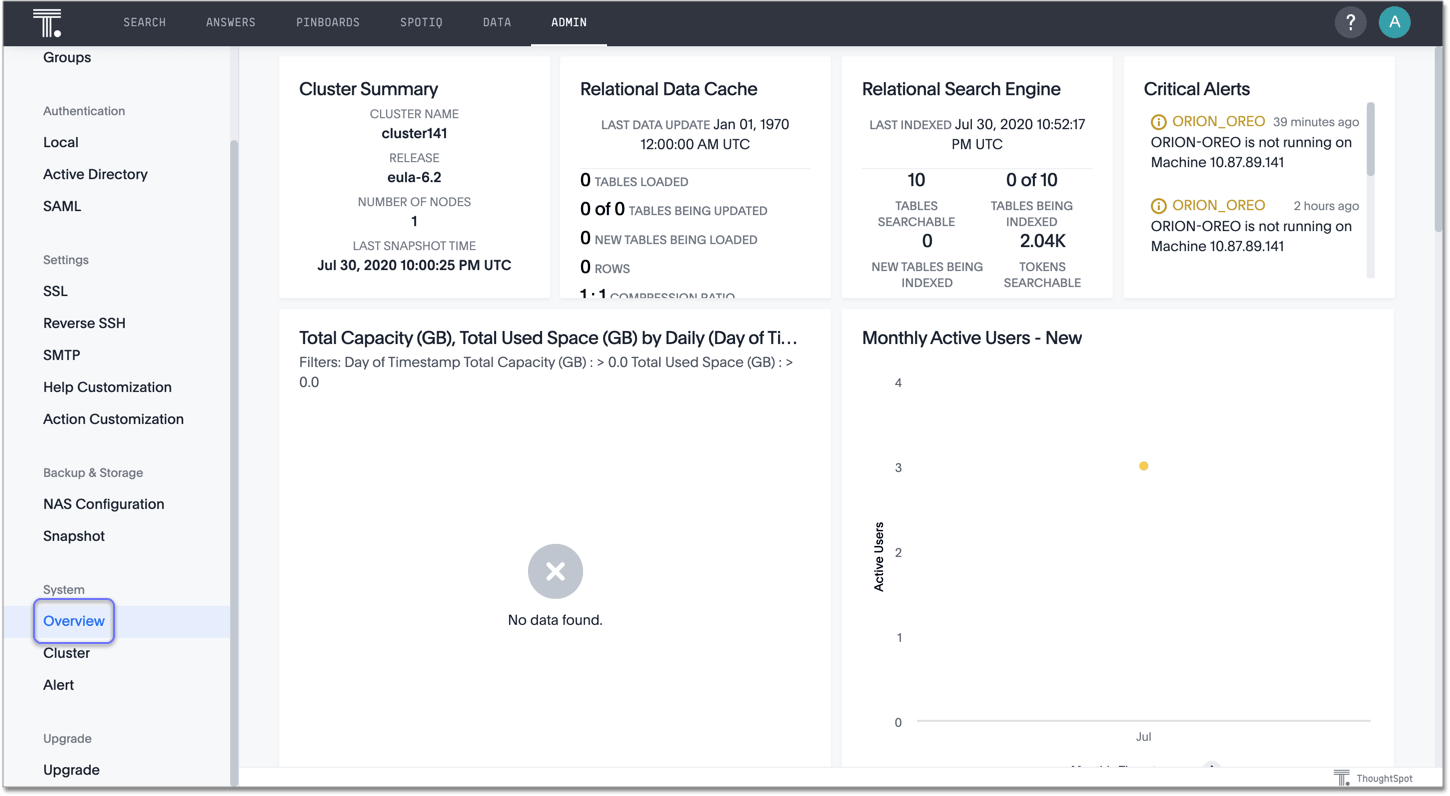 SEARCH ANSWERS PINBOARDS SPOTIQ DATA ADMIN ? A
Groups
Authentication
Local
Active Directory
SAML
Settings
SSL
Reverse SSH
SMTP
Help Customization
Action Customization
Backup & Storage
NAS Configuration
Snapshot
System
Overview
Cluster
Alert
Upgrade
Upgrade
Cluster Summary
CLUSTER NAME
cluster141
RELEASE
eula-6.2
NUMBER OF NODES
1
LAST SNAPSHOT TIME
Jul 30, 2020 10:00:25 PM UTC
Relational Data Cache
LAST DATA UPDATE Jan 01, 1970
12:00:00 AM UTC
0 TABLES LOADED
0 of 0 TABLES BEING UPDATED
0 NEW TABLES BEING LOADED
0 ROWS
1 : 1 COMPRESSION RATIO
Relational Search Engine
LAST INDEXED Jul 30, 2020 10:52:17
PM UTC
10 0 of 10
TABLES TABLES BEING
SEARCHABLE INDEXED
0 2.04K
NEW TABLES BEING TOKENS
INDEXED SEARCHABLE
Critical Alerts
ORION_OREO 39 minutes ago
ORION-OREO is not running on
Machine 10.87.89.141
ORION_OREO 2 hours ago
ORION-OREO is not running on
Machine 10.87.89.141
Total Capacity (GB), Total Used Space (GB) by Daily (Day of Ti...
Filters: Day of Timestamp Total Capacity (GB) : > 0.0 Total Used Space (GB) : >
0.0
No data found.
Monthly Active Users - New
4
3
2
1
0
Active Users
Jul
ThoughtSpot